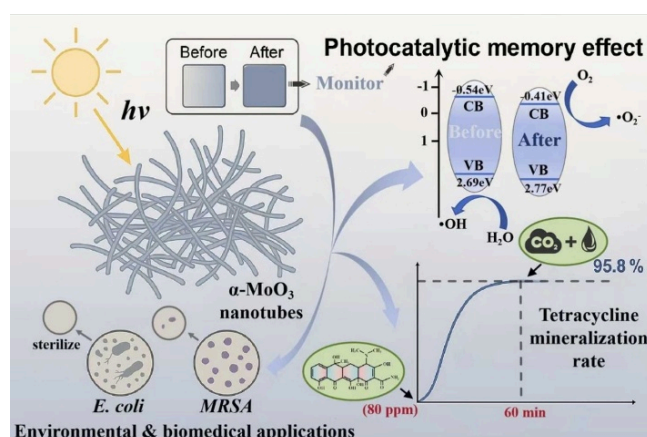 Photocatalytic memory effect
Before After
Monitor
hν
-1
0
1
-0.54eV
CB
Before
VB
2.69eV
-0.41eV
CB
After
VB
2.77eV
O₂
•O₂⁻
•OH
H₂O
α-MoO₃
nanotubes
CO₂ +
95.8 %
Tetracycline
mineralization
rate
sterilize
E. coli
MRSA
(80 ppm)
60 min
Environmental & biomedical applications